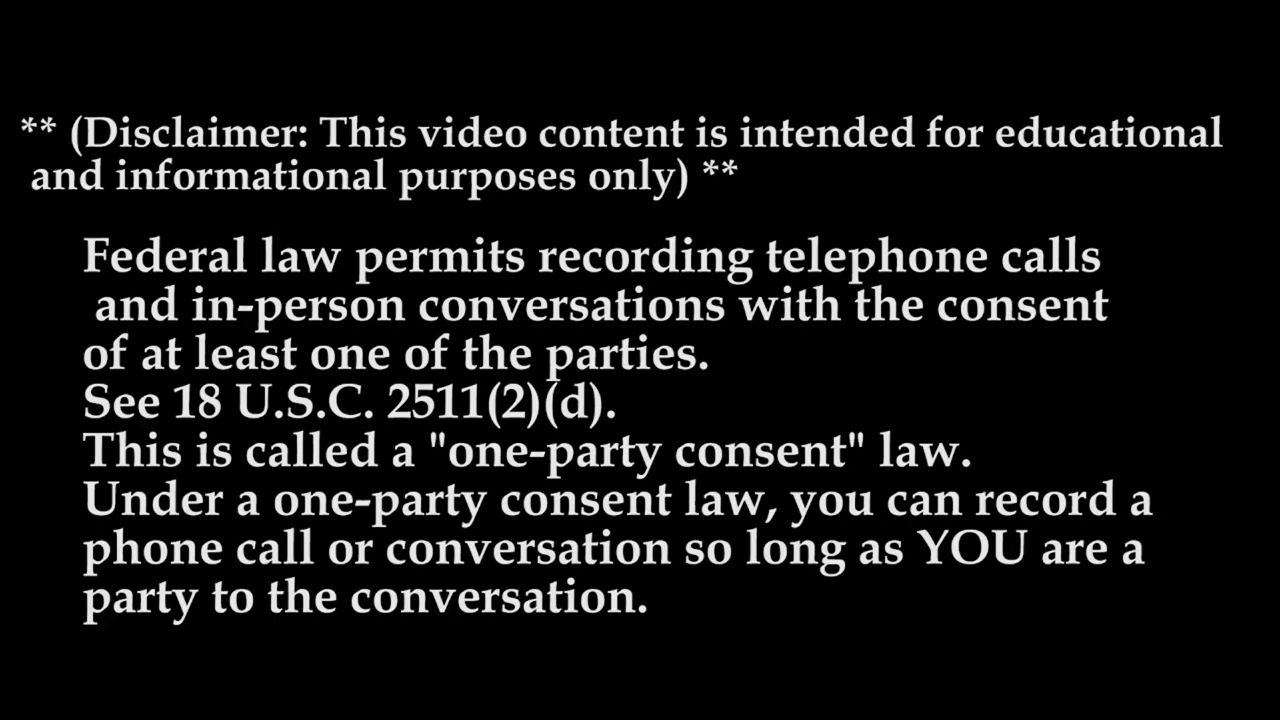 ** (Disclaimer: This video content is intended for educational
and informational purposes only) **
Federal law permits recording telephone calls
and in-person conversations with the consent
of at least one of the parties.
See 18 U.S.C. 2511(2)(d).
This is called a "one-party consent" law.
Under a one-party consent law, you can record a
phone call or conversation so long as YOU are a
party to the conversation.